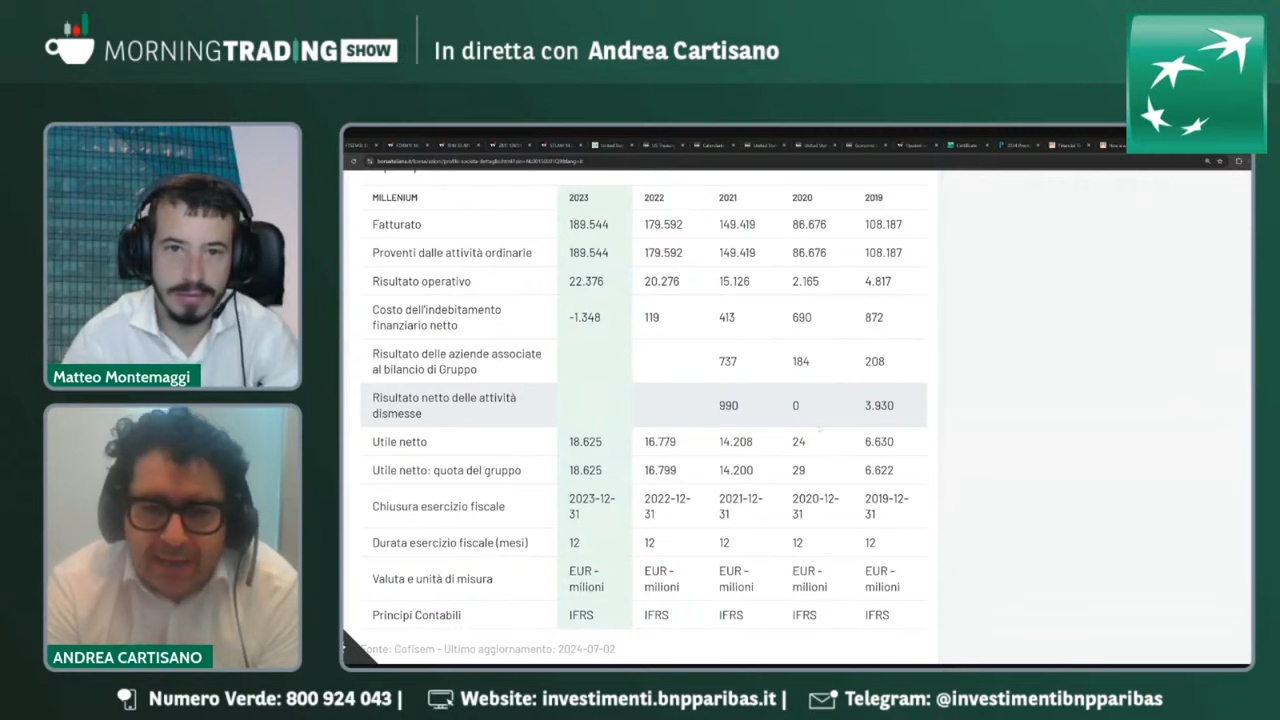 MORNINGTRADINGSHOW
In diretta con Andrea Cartisano
Matteo Montemaggi
ANDREA CARTISANO
MILLENIUM 2023 2022 2021 2020 2019
Fatturato 189.544 179.592 149.419 86.676 108.187
Proventi dalle attività ordinarie 189.544 179.592 149.419 86.676 108.187
Risultato operativo 22.376 20.276 15.126 2.165 4.817
Costo dell'indebitamento
finanziario netto -1.348 119 413 690 872
Risultato delle aziende associate
al bilancio di Gruppo 737 184 208
Risultato netto delle attività
dismesse 990 0 3.930
Utile netto 18.625 16.779 14.208 24 6.630
Utile netto: quota del gruppo 18.625 16.799 14.200 29 6.622
Chiusura esercizio fiscale 2023-12- 2022-12- 2021-12- 2020-12- 2019-12-
31 31 31 31 31
Durata esercizio fiscale (mesi) 12 12 12 12 12
Valuta e unità di misura EUR - EUR - EUR - EUR - EUR -
milioni milioni milioni milioni milioni
Principi Contabili IFRS IFRS IFRS IFRS IFRS
Fonte: Cofisem - Ultimo aggiornamento: 2024-07-02
Numero Verde: 800 924 043 | Website: investimenti.bnpparibas.it | Telegram: @investimentibnpparibas